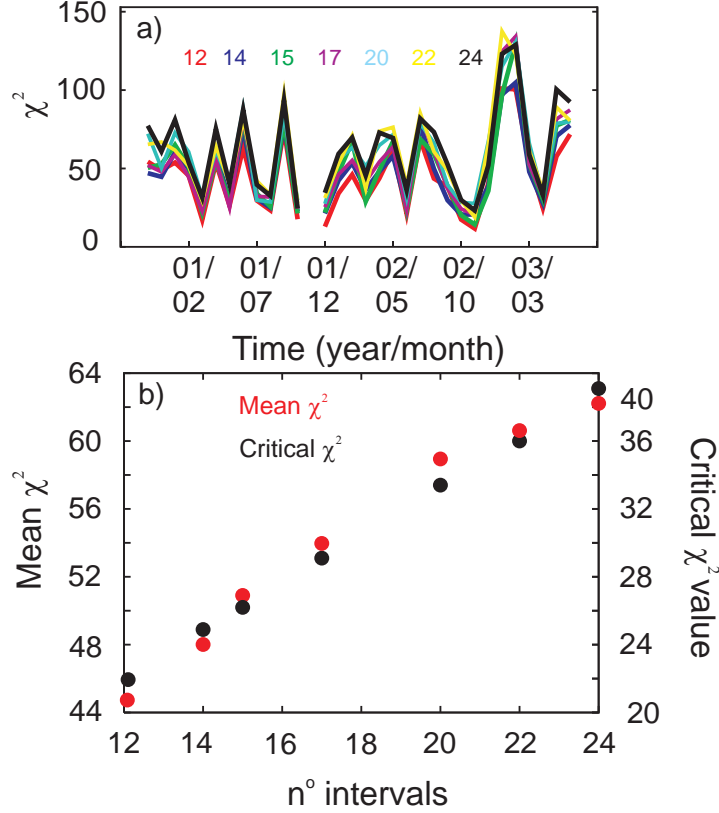 a)
12 14 15 17 20 22 24
150
100
50
0
χ²
01/02 01/07 01/12 02/05 02/10 03/03
Time (year/month)
b)
Mean χ²
Critical χ²
64
60
56
52
48
44
Mean χ²
40
36
32
28
24
20
Critical χ² value
12 14 16 18 20 22 24
n° intervals